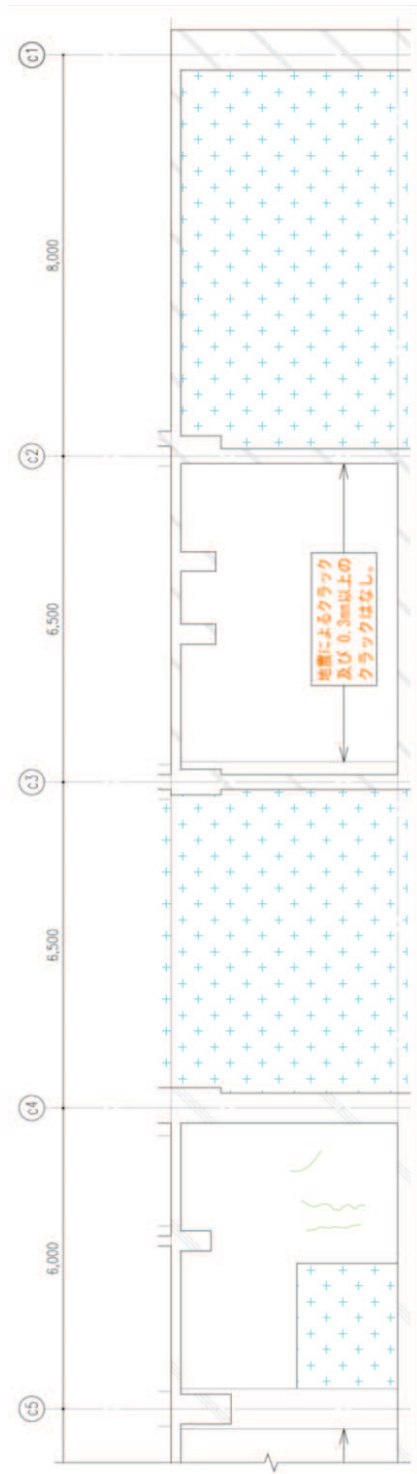 c1
8,000
c2
6,500
地震によるクラック
及び 0.3mm以上の
クラックはなし。
c3
6,500
c4
6,000
c5